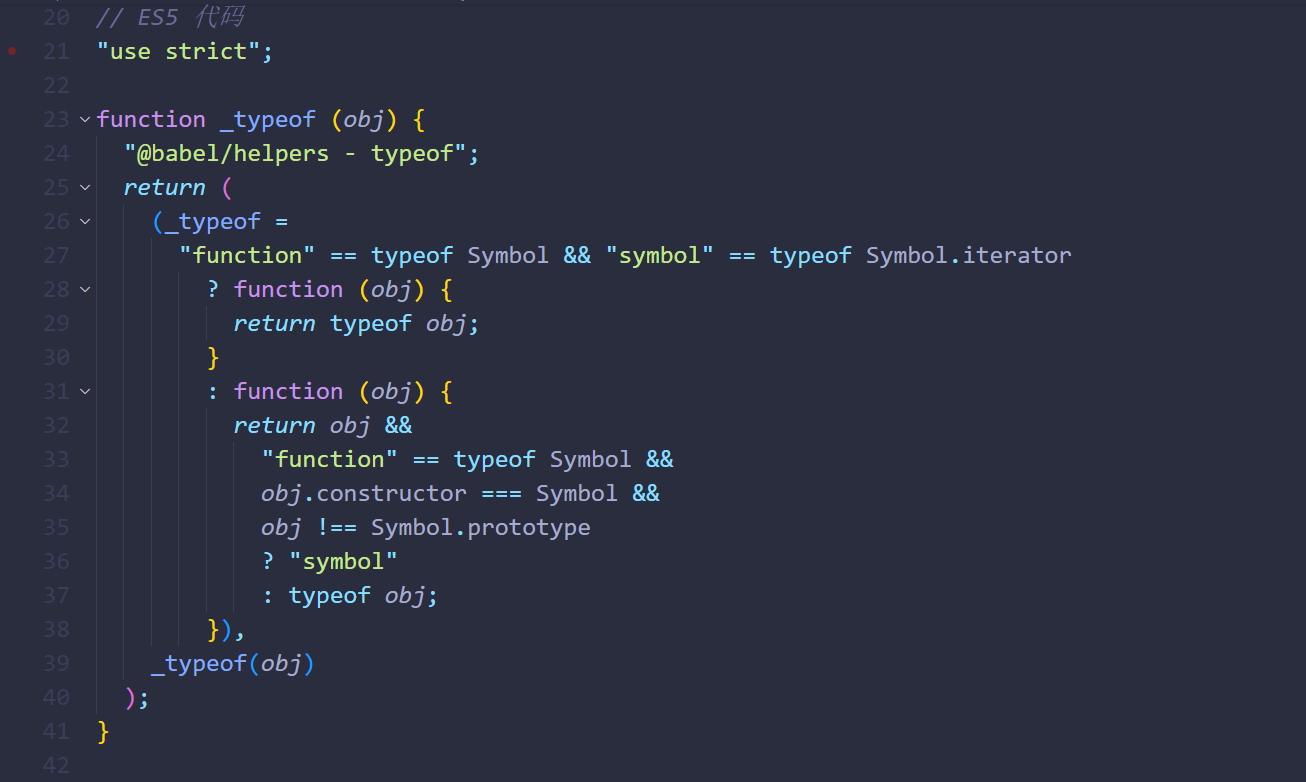 20 // ES5 代码
21 "use strict";
22
23 function _typeof (obj) {
24 "@babel/helpers - typeof";
25 return (
26 (_typeof =
27 "function" == typeof Symbol && "symbol" == typeof Symbol.iterator
28 ? function (obj) {
29 return typeof obj;
30 }
31 : function (obj) {
32 return obj &&
33 "function" == typeof Symbol &&
34 obj.constructor === Symbol &&
35 obj !== Symbol.prototype
36 ? "symbol"
37 : typeof obj;
38 }),
39 _typeof(obj)
40 );
41 }
42